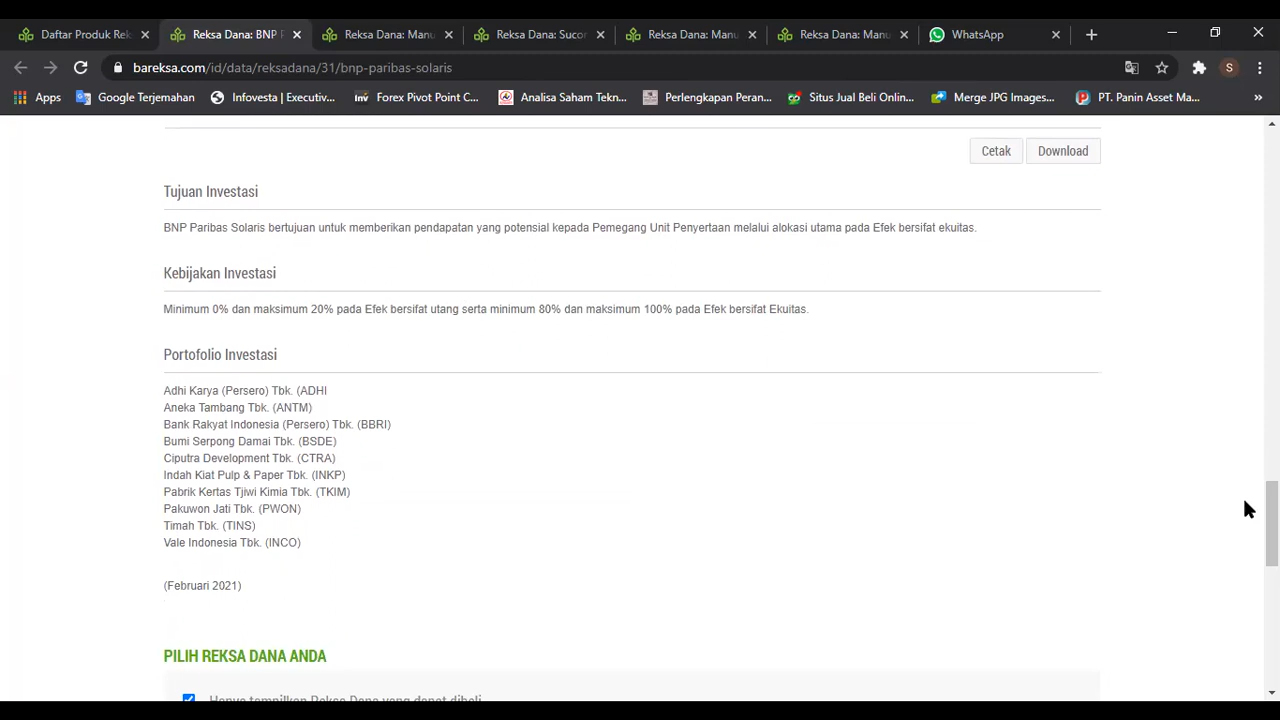 Daftar Produk Rek
Reksa Dana: BNP P
Reksa Dana: Manu
Reksa Dana: Sucor
Reksa Dana: Manu
Reksa Dana: Manu
WhatsApp
bareksa.com/id/data/reksadana/31/bnp-paribas-solaris
S
Apps
Google Terjemahan
Infovesta | Executiv...
Forex Pivot Point C...
Analisa Saham Tekn...
Perlengkapan Peran...
Situs Jual Beli Onlin...
Merge JPG Images...
PT. Panin Asset Ma...
Cetak
Download
Tujuan Investasi
BNP Paribas Solaris bertujuan untuk memberikan pendapatan yang potensial kepada Pemegang Unit Penyertaan melalui alokasi utama pada Efek bersifat ekuitas.
Kebijakan Investasi
Minimum 0% dan maksimum 20% pada Efek bersifat utang serta minimum 80% dan maksimum 100% pada Efek bersifat Ekuitas.
Portofolio Investasi
Adhi Karya (Persero) Tbk. (ADHI
Aneka Tambang Tbk. (ANTM)
Bank Rakyat Indonesia (Persero) Tbk. (BBRI)
Bumi Serpong Damai Tbk. (BSDE)
Ciputra Development Tbk. (CTRA)
Indah Kiat Pulp & Paper Tbk. (INKP)
Pabrik Kertas Tjiwi Kimia Tbk. (TKIM)
Pakuwon Jati Tbk. (PWON)
Timah Tbk. (TINS)
Vale Indonesia Tbk. (INCO)
(Februari 2021)
PILIH REKSA DANA ANDA
Hanya tampilkan Reksa Dana yang dapat dibeli